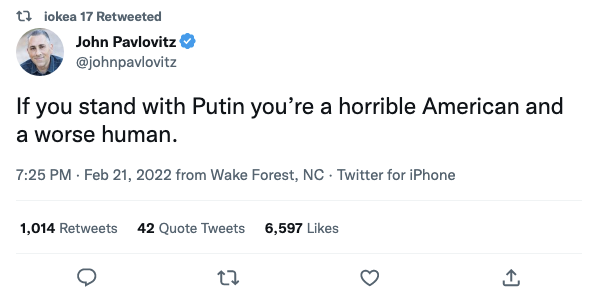 iokea 17 Retweeted
John Pavlovitz
@johnpavlovitz
If you stand with Putin you’re a horrible American and
a worse human.
7:25 PM · Feb 21, 2022 from Wake Forest, NC · Twitter for iPhone
1,014 Retweets 42 Quote Tweets 6,597 Likes